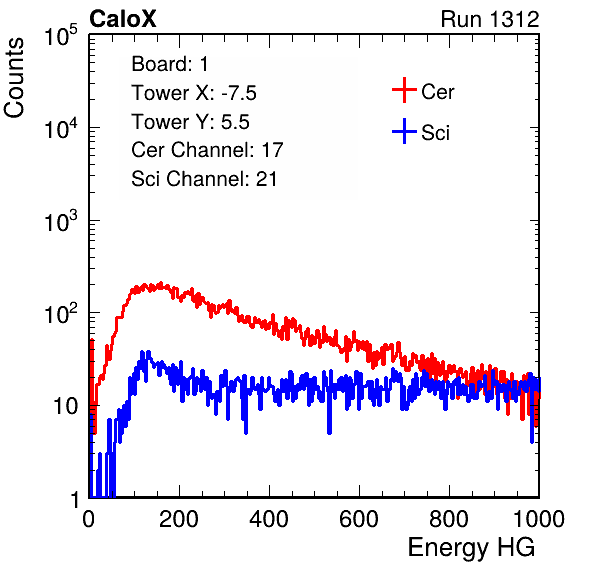 CaloX Run 1312
Counts
Board: 1
Tower X: -7.5
Tower Y: 5.5
Cer Channel: 17
Sci Channel: 21
Cer
Sci
10^5
10^4
10^3
10^2
10
1
0 200 400 600 800 1000
Energy HG